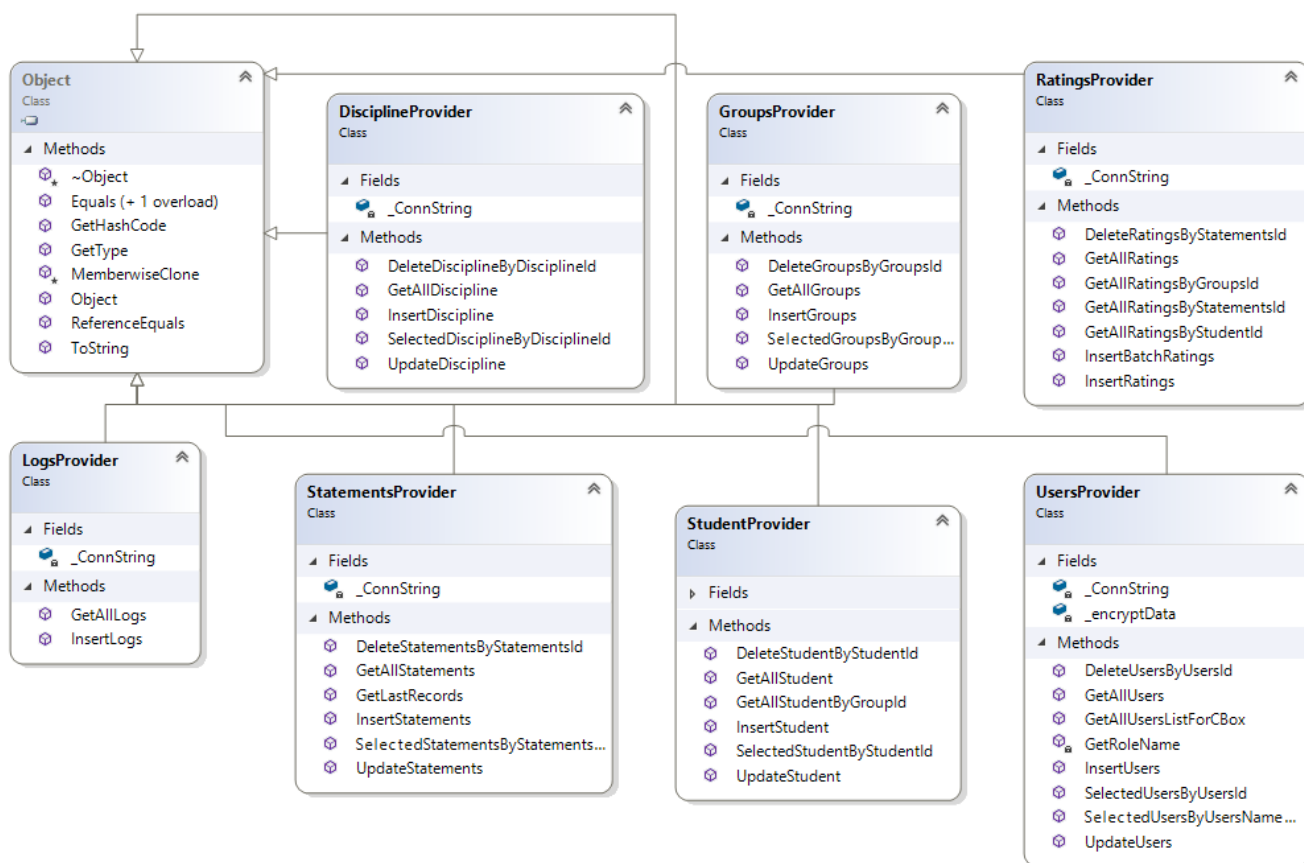 Object
Class
Methods
~Object
Equals (+ 1 overload)
GetHashCode
GetType
MemberwiseClone
Object
ReferenceEquals
ToString
DisciplineProvider
Class
Fields
_ConnString
Methods
DeleteDisciplineByDisciplineId
GetAllDiscipline
InsertDiscipline
SelectedDisciplineByDisciplineId
UpdateDiscipline
GroupsProvider
Class
Fields
_ConnString
Methods
DeleteGroupsByGroupsId
GetAllGroups
InsertGroups
SelectedGroupsByGroup...
UpdateGroups
RatingsProvider
Class
Fields
_ConnString
Methods
DeleteRatingsByStatementsId
GetAllRatings
GetAllRatingsByGroupsId
GetAllRatingsByStatementsId
GetAllRatingsByStudentId
InsertBatchRatings
InsertRatings
LogsProvider
Class
Fields
_ConnString
Methods
GetAllLogs
InsertLogs
StatementsProvider
Class
Fields
_ConnString
Methods
DeleteStatementsByStatementsId
GetAllStatements
GetLastRecords
InsertStatements
SelectedStatementsByStatements...
UpdateStatements
StudentProvider
Class
Fields
Methods
DeleteStudentByStudentId
GetAllStudent
GetAllStudentByGroupId
InsertStudent
SelectedStudentByStudentId
UpdateStudent
UsersProvider
Class
Fields
_ConnString
_encryptData
Methods
DeleteUsersByUsersId
GetAllUsers
GetAllUsersListForCBox
GetRoleName
InsertUsers
SelectedUsersByUsersId
SelectedUsersByUsersName...
UpdateUsers